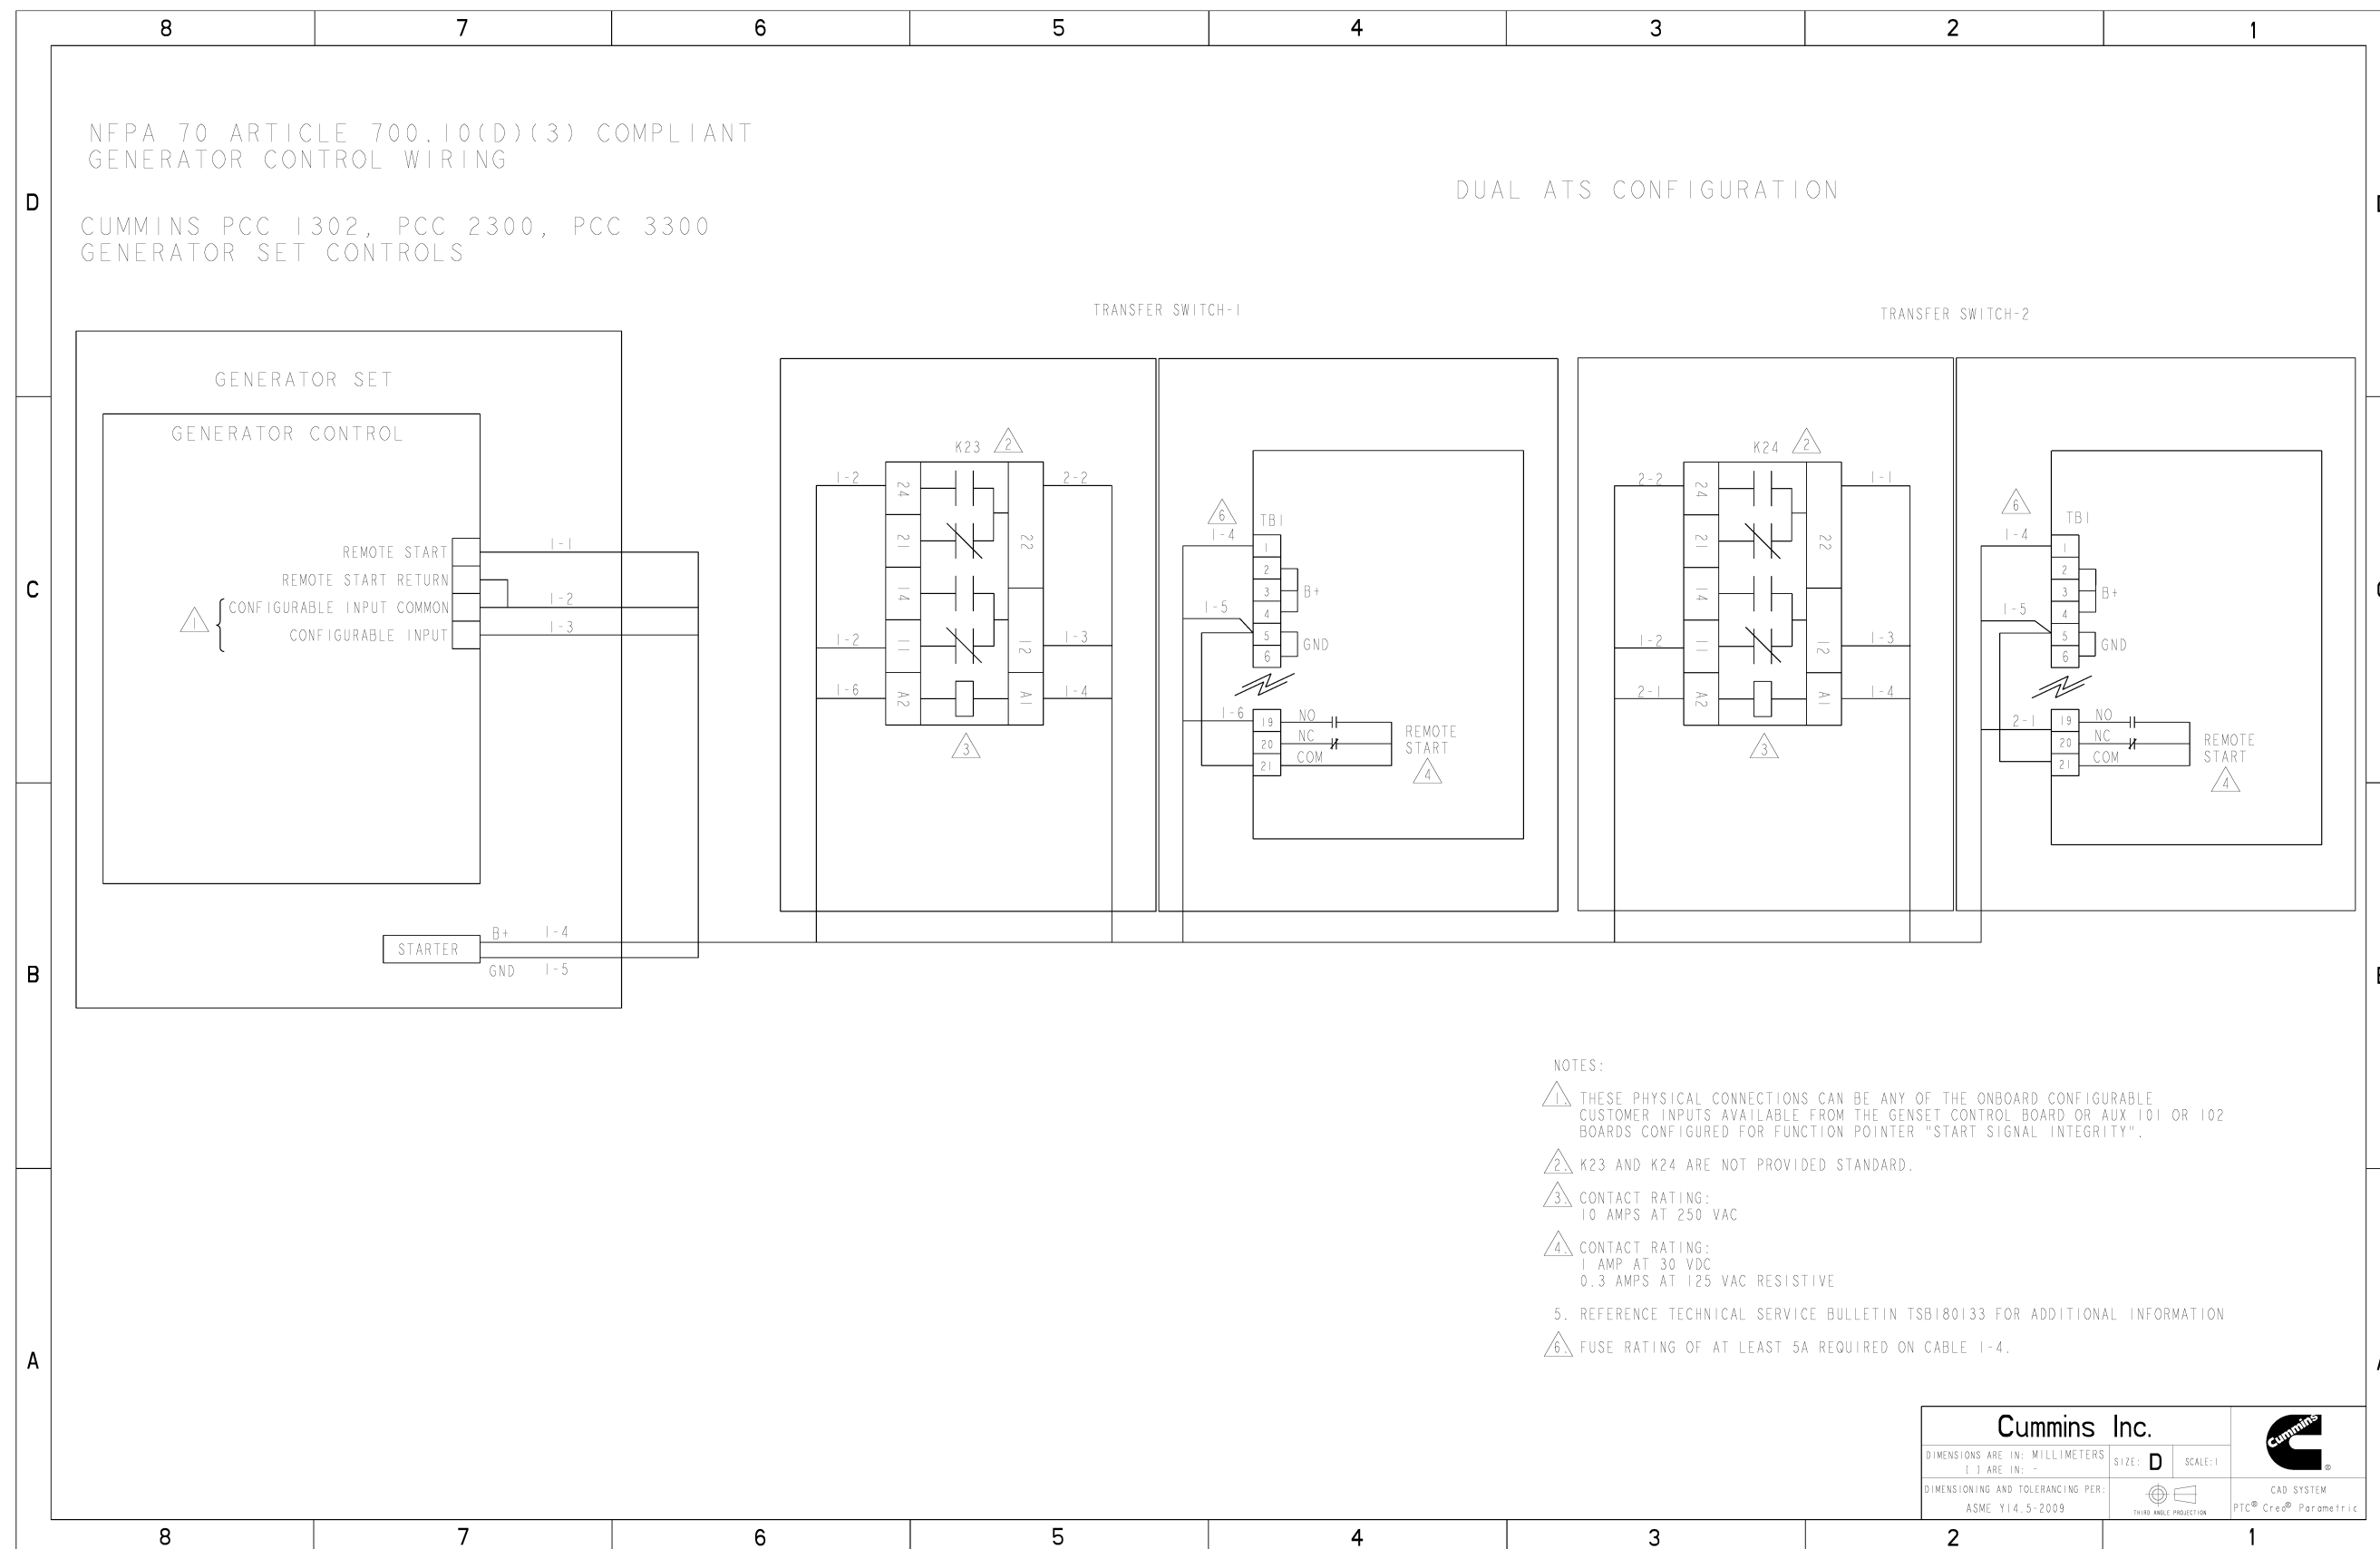 8 7 6 5 4 3 2 1
NFPA 70 ARTICLE 700.10(D)(3) COMPLIANT
GENERATOR CONTROL WIRING
DUAL ATS CONFIGURATION
D
CUMMINS PCC 1302, PCC 2300, PCC 3300
GENERATOR SET CONTROLS
TRANSFER SWITCH-1
TRANSFER SWITCH-2
GENERATOR SET
GENERATOR CONTROL
REMOTE START
REMOTE START RETURN
CONFIGURABLE INPUT COMMON
CONFIGURABLE INPUT
1
1-1
1-2
1-3
C
STARTER
B+ 1-4
GND 1-5
B
K23 2
1-2 24 22 2-2
21
14
1-2 11 12 1-3
1-6 A2 A1 1-4
3
6 TB1
1-4 1
2
3 B+
1-5 4
5 GND
6
1-6 19 NO
20 NC
21 COM
REMOTE
START
4
K24 2
2-2 24 22 1-1
21
14
1-2 11 12 1-3
2-1 A2 A1 1-4
3
6 TB1
1-4 1
2
3 B+
1-5 4
5 GND
6
2-1 19 NO
20 NC
21 COM
REMOTE
START
4
NOTES:
1. THESE PHYSICAL CONNECTIONS CAN BE ANY OF THE ONBOARD CONFIGURABLE
CUSTOMER INPUTS AVAILABLE FROM THE GENSET CONTROL BOARD OR AUX 101 OR 102
BOARDS CONFIGURED FOR FUNCTION POINTER "START SIGNAL INTEGRITY".
2. K23 AND K24 ARE NOT PROVIDED STANDARD.
3. CONTACT RATING:
10 AMPS AT 250 VAC
4. CONTACT RATING:
1 AMP AT 30 VDC
0.3 AMPS AT 125 VAC RESISTIVE
5. REFERENCE TECHNICAL SERVICE BULLETIN TSB180133 FOR ADDITIONAL INFORMATION
6. FUSE RATING OF AT LEAST 5A REQUIRED ON CABLE 1-4.
A
Cummins Inc.
DIMENSIONS ARE IN: MILLIMETERS
[ ] ARE IN: -
SIZE: D
SCALE:1
DIMENSIONING AND TOLERANCING PER:
ASME Y14.5-2009
THIRD ANGLE PROJECTION
Cummins ®
CAD SYSTEM
PTC® Creo® Parametric
8 7 6 5 4 3 2 1